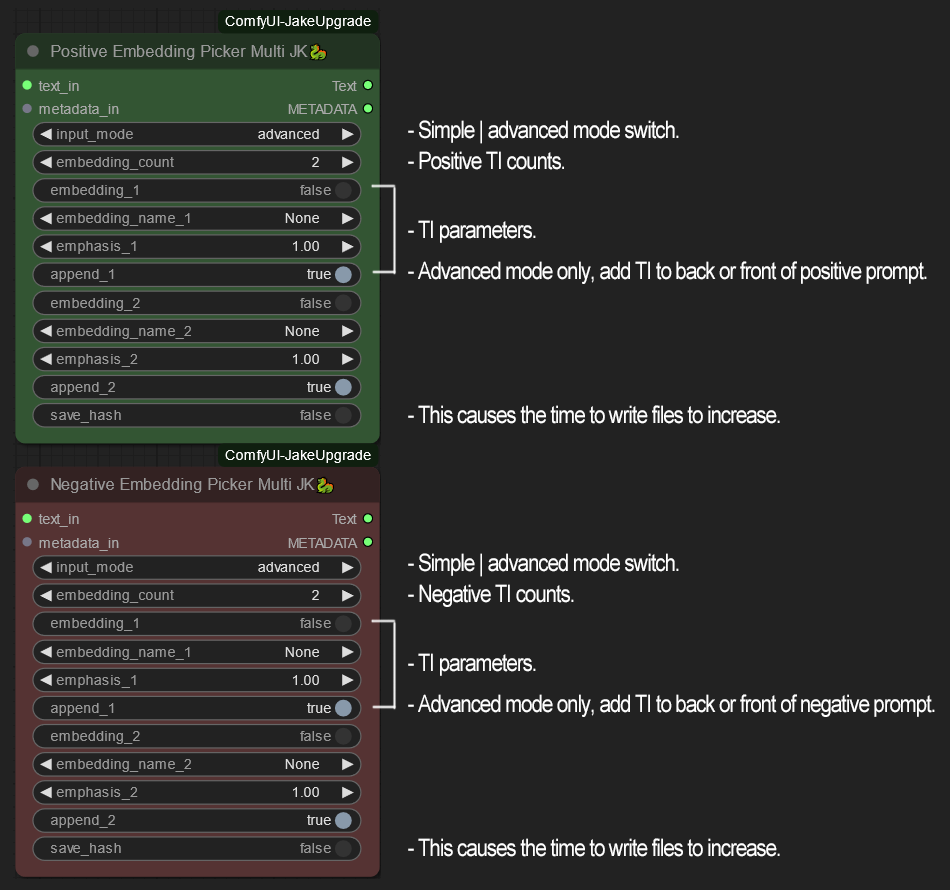 ComfyUI-JakeUpgrade
Positive Embedding Picker Multi JK🐉
text_in Text
metadata_in METADATA
input_mode advanced
- Simple | advanced mode switch.
embedding_count 2
- Positive TI counts.
embedding_1 false
embedding_name_1 None
- TI parameters.
emphasis_1 1.00
append_1 true
- Advanced mode only, add TI to back or front of positive prompt.
embedding_2 false
embedding_name_2 None
emphasis_2 1.00
append_2 true
save_hash false
- This causes the time to write files to increase.
ComfyUI-JakeUpgrade
Negative Embedding Picker Multi JK🐉
text_in Text
metadata_in METADATA
input_mode advanced
- Simple | advanced mode switch.
embedding_count 2
- Negative TI counts.
embedding_1 false
embedding_name_1 None
- TI parameters.
emphasis_1 1.00
append_1 true
- Advanced mode only, add TI to back or front of negative prompt.
embedding_2 false
embedding_name_2 None
emphasis_2 1.00
append_2 true
save_hash false
- This causes the time to write files to increase.